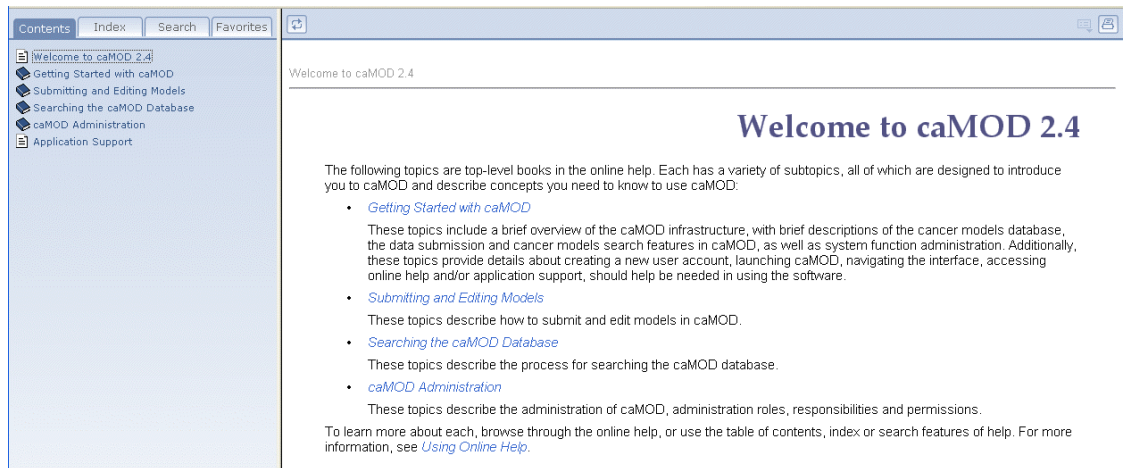 Contents Index Search Favorites
Welcome to caMOD 2.4
Getting Started with caMOD
Submitting and Editing Models
Searching the caMOD Database
caMOD Administration
Application Support
Welcome to caMOD 2.4
Welcome to caMOD 2.4
The following topics are top-level books in the online help. Each has a variety of subtopics, all of which are designed to introduce
you to caMOD and describe concepts you need to know to use caMOD:
• Getting Started with caMOD
These topics include a brief overview of the caMOD infrastructure, with brief descriptions of the cancer models database,
the data submission and cancer models search features in caMOD, as well as system function administration. Additionally,
these topics provide details about creating a new user account, launching caMOD, navigating the interface, accessing
online help and/or application support, should help be needed in using the software.
• Submitting and Editing Models
These topics describe how to submit and edit models in caMOD.
• Searching the caMOD Database
These topics describe the process for searching the caMOD database.
• caMOD Administration
These topics describe the administration of caMOD, administration roles, responsibilities and permissions.
To learn more about each, browse through the online help, or use the table of contents, index or search features of help. For more
information, see Using Online Help.